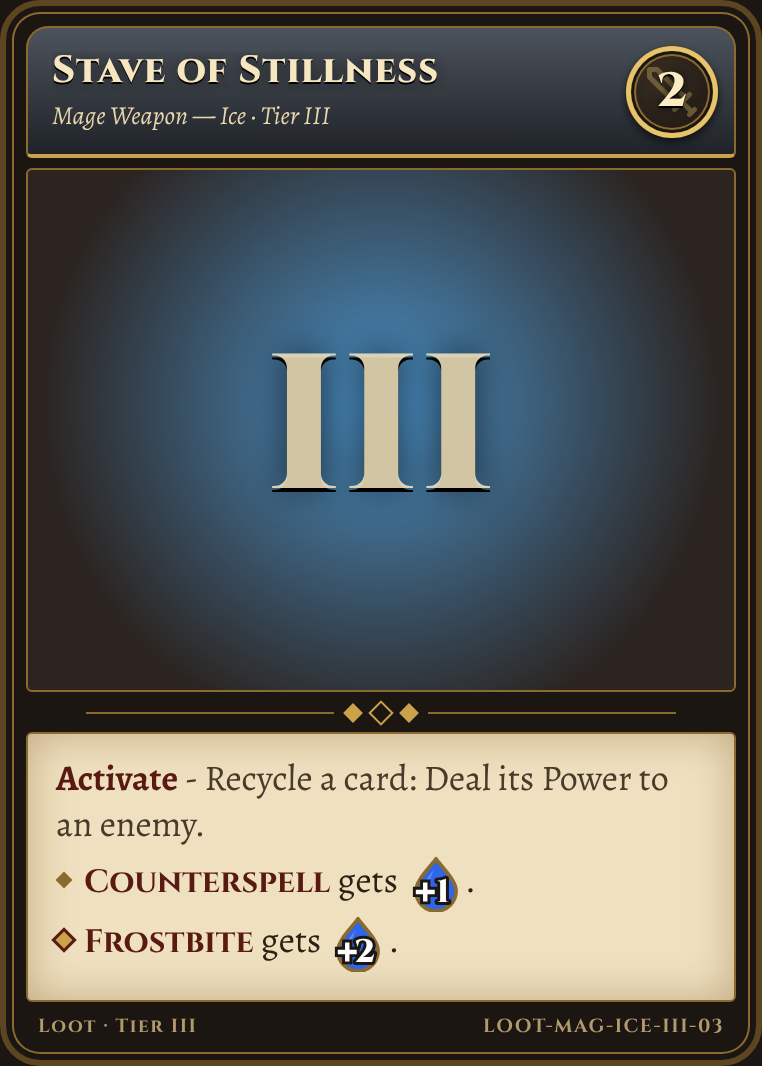 Stave of Stillness
Mage Weapon — Ice · Tier III
2
III
Activate - Recycle a card: Deal its Power to
an enemy.
Counterspell gets +1 .
Frostbite gets +2 .
Loot · Tier III
LOOT-MAG-ICE-III-03